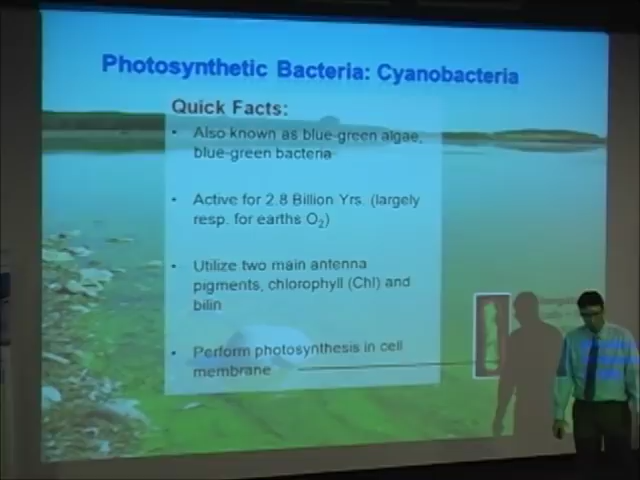 Photosynthetic Bacteria: Cyanobacteria
Quick Facts:
• Also known as blue-green algae,
blue-green bacteria
• Active for 2.8 Billion Yrs. (largely
resp. for earths O₂)
• Utilize two main antenna
pigments, chlorophyll (Chl) and
bilin
• Perform photosynthesis in cell
membrane